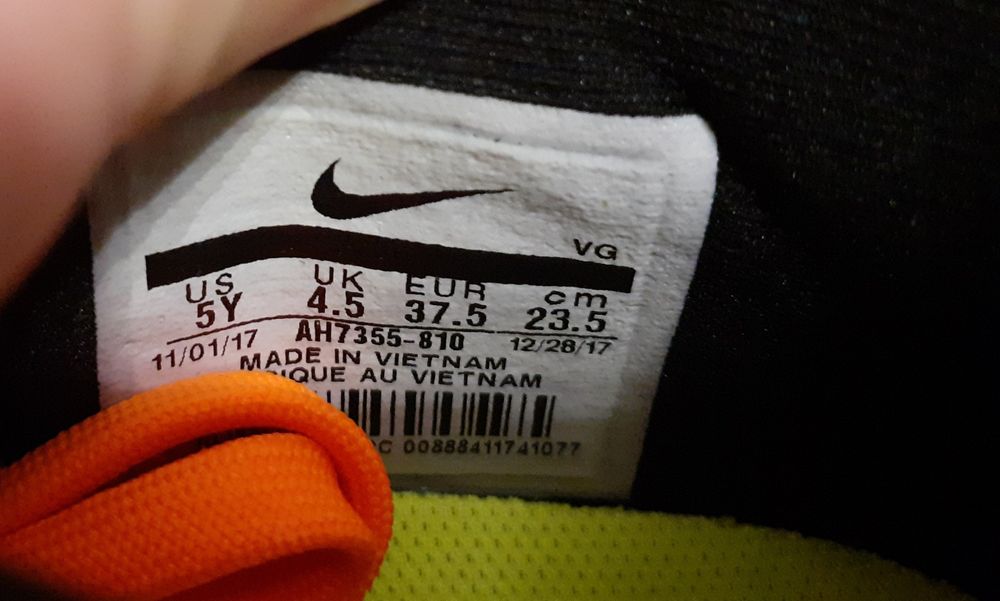 VG
US UK EUR cm
5Y 4.5 37.5 23.5
11/01/17 AH7355-810 12/28/17
MADE IN VIETNAM
IQUE AU VIETNAM
C 00888411741077